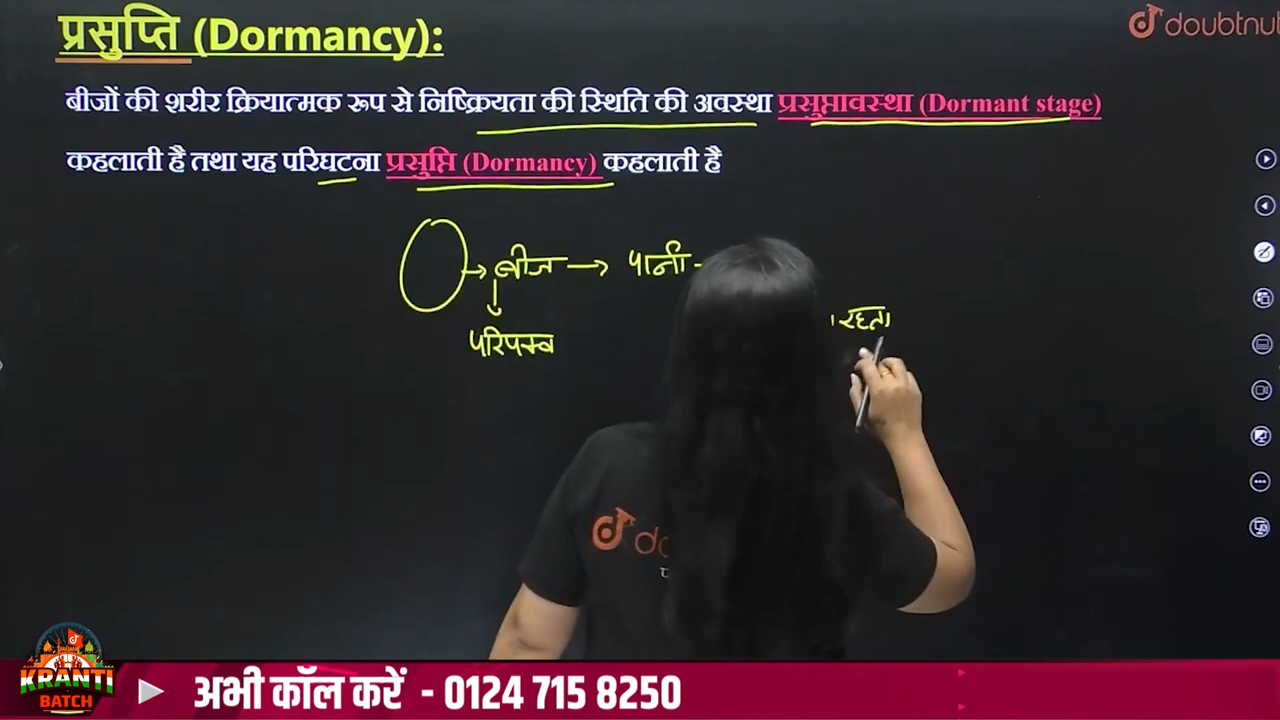 प्रसुप्ति (Dormancy):
doubtnut
बीजों की शरीर क्रियात्मक रूप से निष्क्रियता की स्थिति की अवस्था प्रसुप्तावस्था (Dormant stage)
कहलाती है तथा यह परिघटना प्रसुप्ति (Dormancy) कहलाती है
बीज → पानी
परिपक्व
रहता
KRANTI
BATCH
अभी कॉल करें - 0124 715 8250